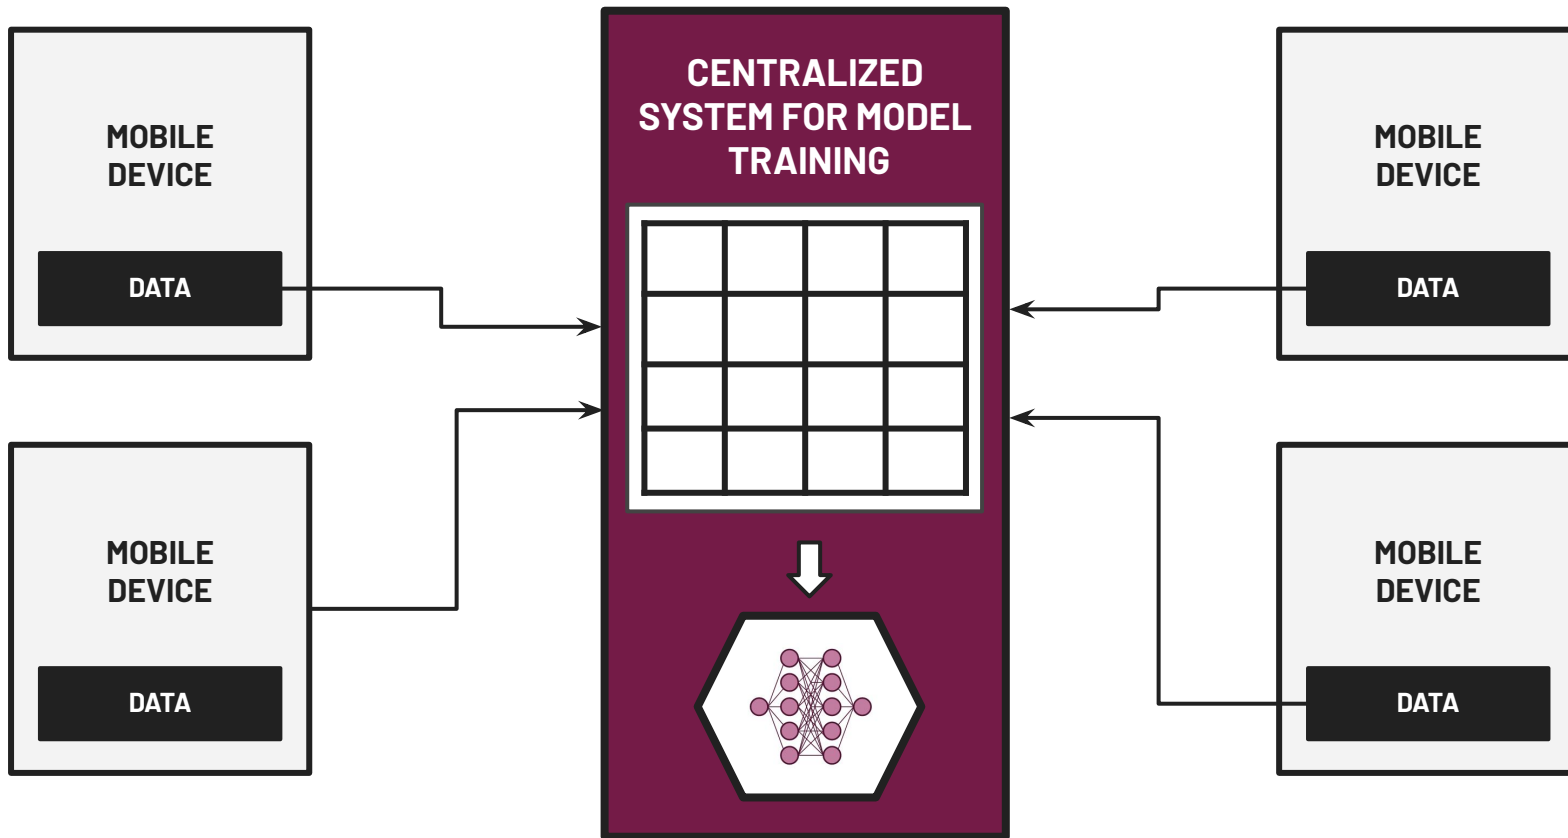 MOBILE
DEVICE
DATA
MOBILE
DEVICE
DATA
CENTRALIZED
SYSTEM FOR MODEL
TRAINING
MOBILE
DEVICE
DATA
MOBILE
DEVICE
DATA